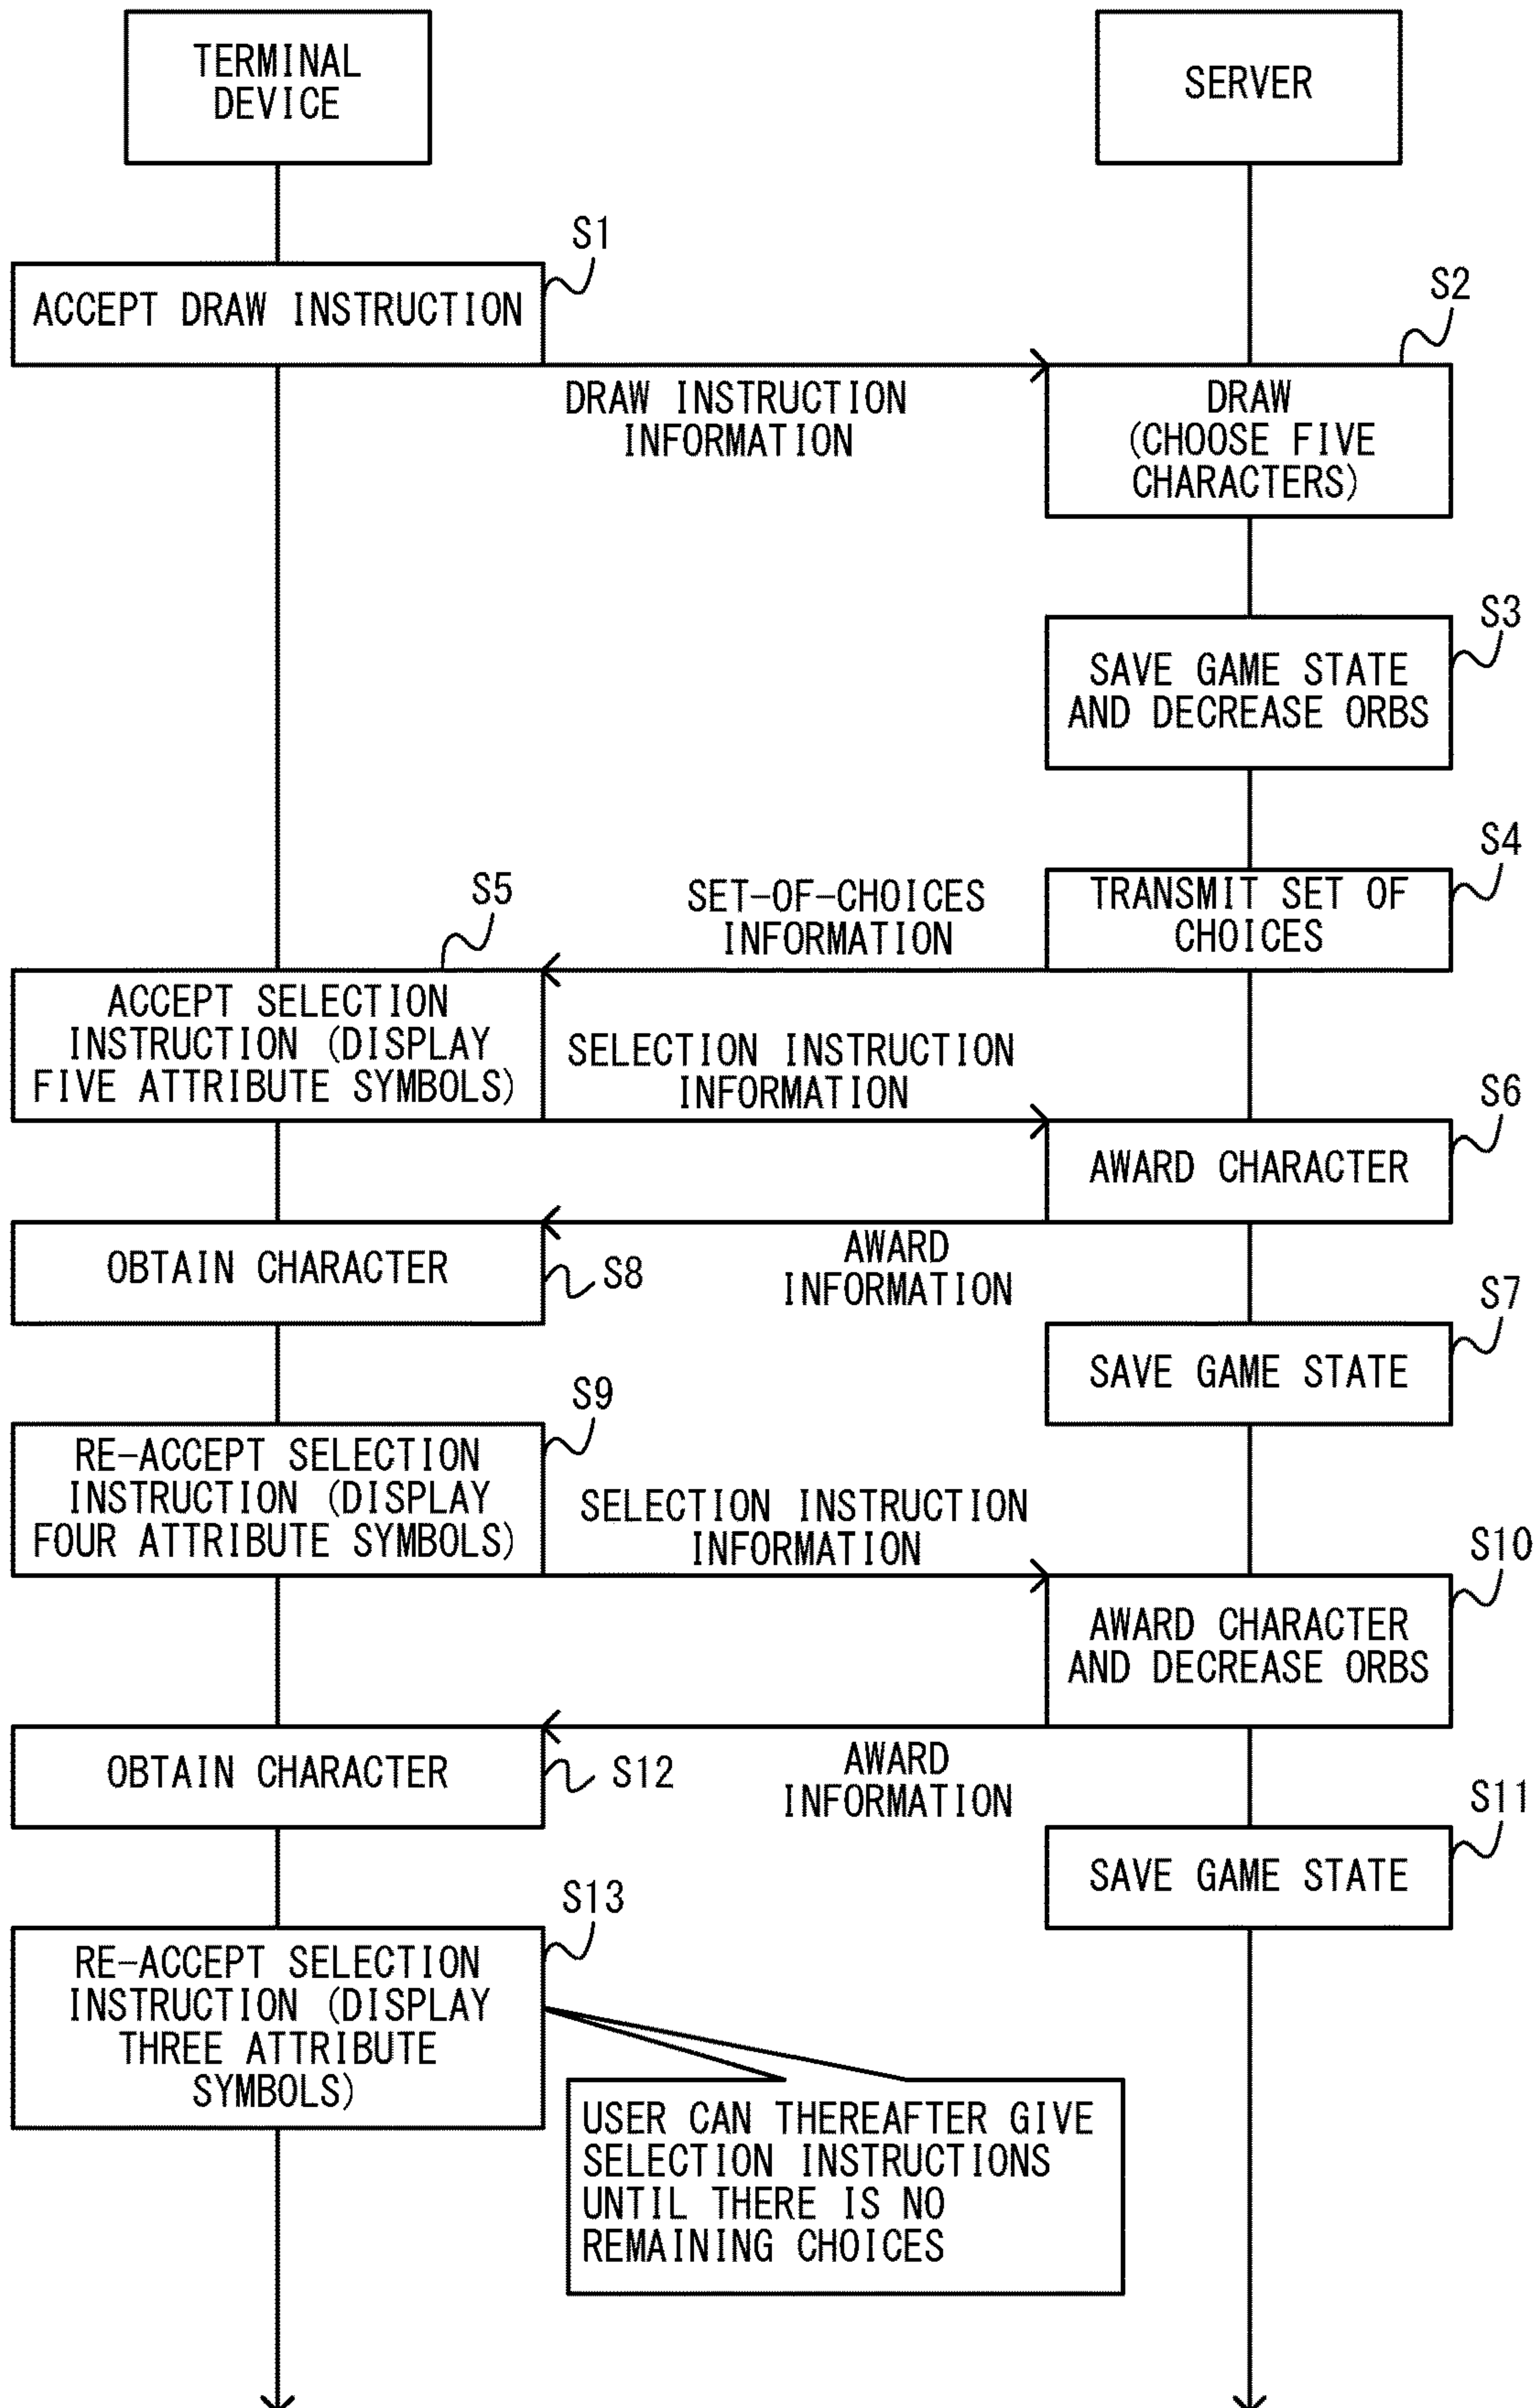 TERMINAL
DEVICE
SERVER
S1
ACCEPT DRAW INSTRUCTION
S2
DRAW INSTRUCTION
INFORMATION
DRAW
(CHOOSE FIVE
CHARACTERS)
S3
SAVE GAME STATE
AND DECREASE ORBS
S4
TRANSMIT SET OF
CHOICES
SET-OF-CHOICES
INFORMATION
S5
ACCEPT SELECTION
INSTRUCTION (DISPLAY
FIVE ATTRIBUTE SYMBOLS)
SELECTION INSTRUCTION
INFORMATION
S6
AWARD CHARACTER
AWARD
INFORMATION
OBTAIN CHARACTER
S8
S7
SAVE GAME STATE
S9
RE-ACCEPT SELECTION
INSTRUCTION (DISPLAY
FOUR ATTRIBUTE SYMBOLS)
SELECTION INSTRUCTION
INFORMATION
S10
AWARD CHARACTER
AND DECREASE ORBS
AWARD
INFORMATION
OBTAIN CHARACTER
S12
S11
SAVE GAME STATE
S13
RE-ACCEPT SELECTION
INSTRUCTION (DISPLAY
THREE ATTRIBUTE
SYMBOLS)
USER CAN THEREAFTER GIVE
SELECTION INSTRUCTIONS
UNTIL THERE IS NO
REMAINING CHOICES